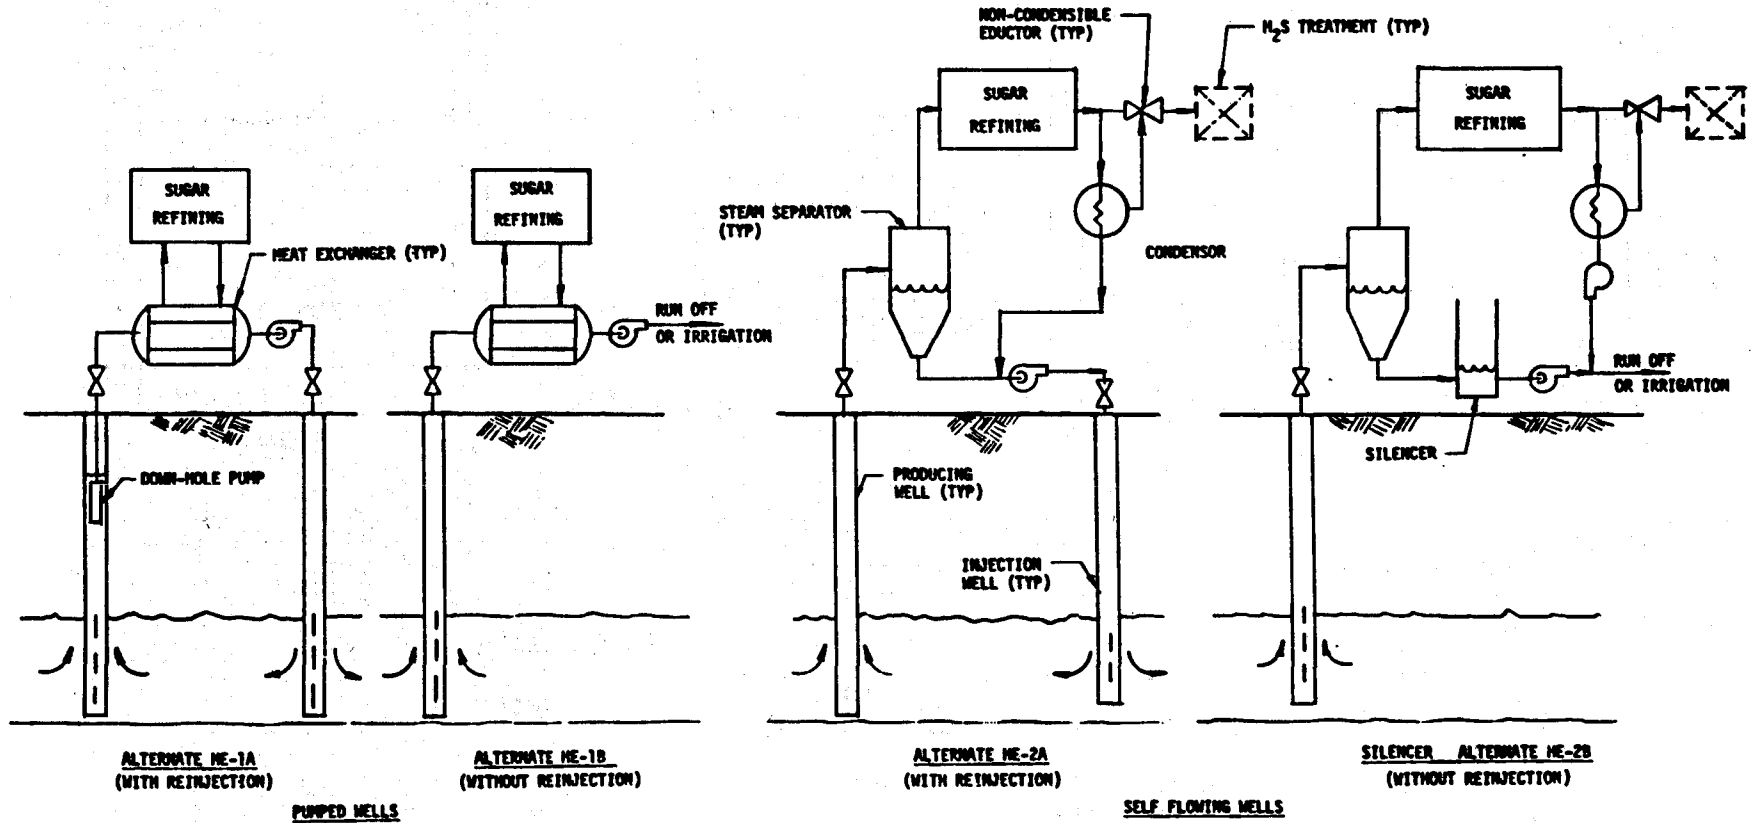 NON-CONDENSIBLE
EDUCTOR (TYP)
H2S TREATMENT (TYP)
SUGAR
REFINING
SUGAR
REFINING
SUGAR
REFINING
SUGAR
REFINING
STEAM SEPARATOR
(TYP)
HEAT EXCHANGER (TYP)
CONDENSOR
RUN OFF
OR IRRIGATION
RUN OFF
OR IRRIGATION
SILENCER
DOWN-HOLE PUMP
PRODUCING
WELL (TYP)
INJECTION
WELL (TYP)
ALTERNATE HE-1A
(WITH REINJECTION)
ALTERNATE HE-1B
(WITHOUT REINJECTION)
PUMPED WELLS
ALTERNATE HE-2A
(WITH REINJECTION)
SILENCER ALTERNATE HE-2B
(WITHOUT REINJECTION)
SELF FLOWING WELLS